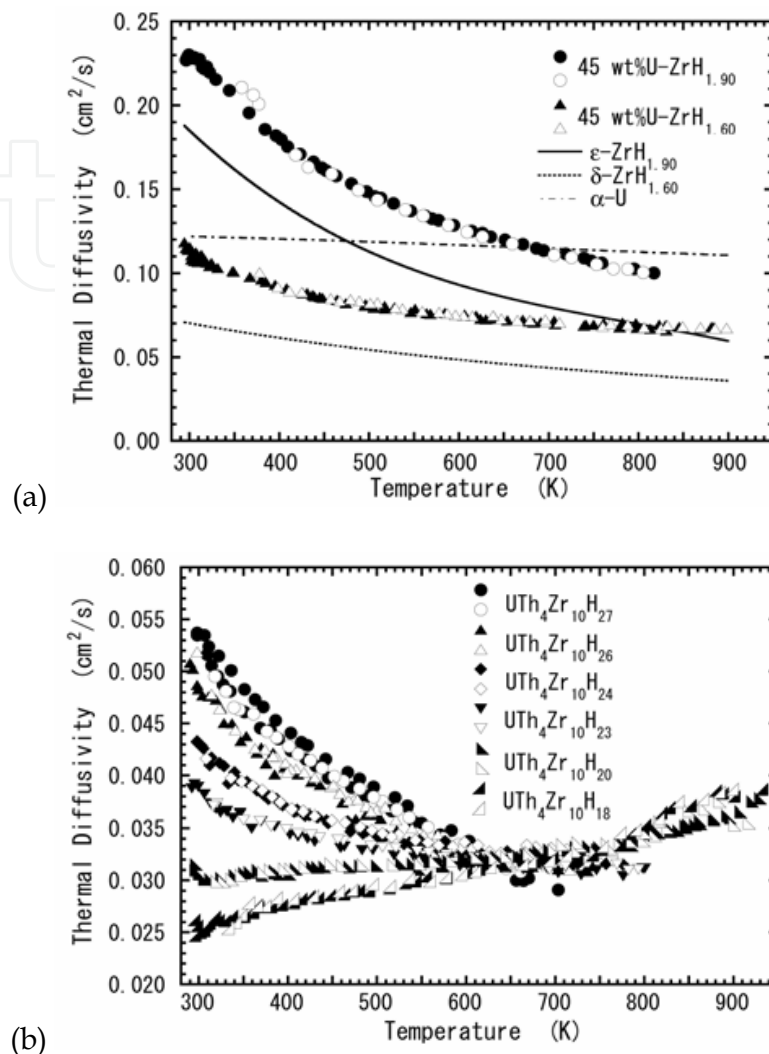 0.25
0.20
0.15
0.10
0.05
0.00
Thermal Diffusivity (cm²/s)
45 wt%U-ZrH1.90
45 wt%U-ZrH1.60
ε-ZrH1.90
δ-ZrH1.60
α-U
300 400 500 600 700 800 900
Temperature (K)
(a)
0.060
0.055
0.050
0.045
0.040
0.035
0.030
0.025
0.020
Thermal Diffusivity (cm²/s)
UTh4Zr10H27
UTh4Zr10H26
UTh4Zr10H24
UTh4Zr10H23
UTh4Zr10H20
UTh4Zr10H18
300 400 500 600 700 800 900
Temperature (K)
(b)